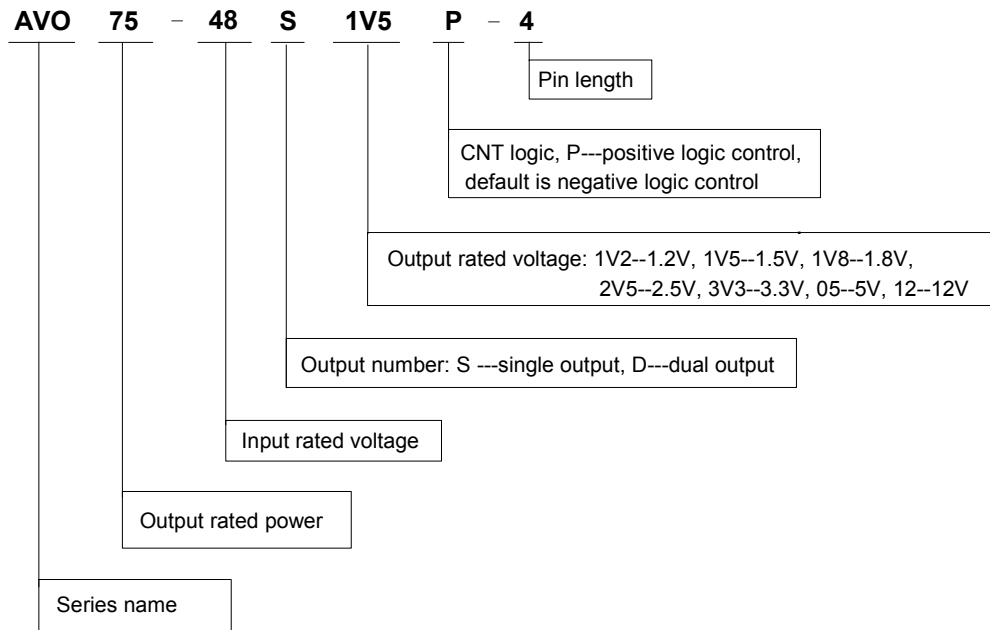 AVO 75 – 48 S 1V5 P – 4
Pin length
CNT logic, P---positive logic control,
default is negative logic control
Output rated voltage: 1V2--1.2V, 1V5--1.5V, 1V8--1.8V,
2V5--2.5V, 3V3--3.3V, 05--5V, 12--12V
Output number: S ---single output, D---dual output
Input rated voltage
Output rated power
Series name